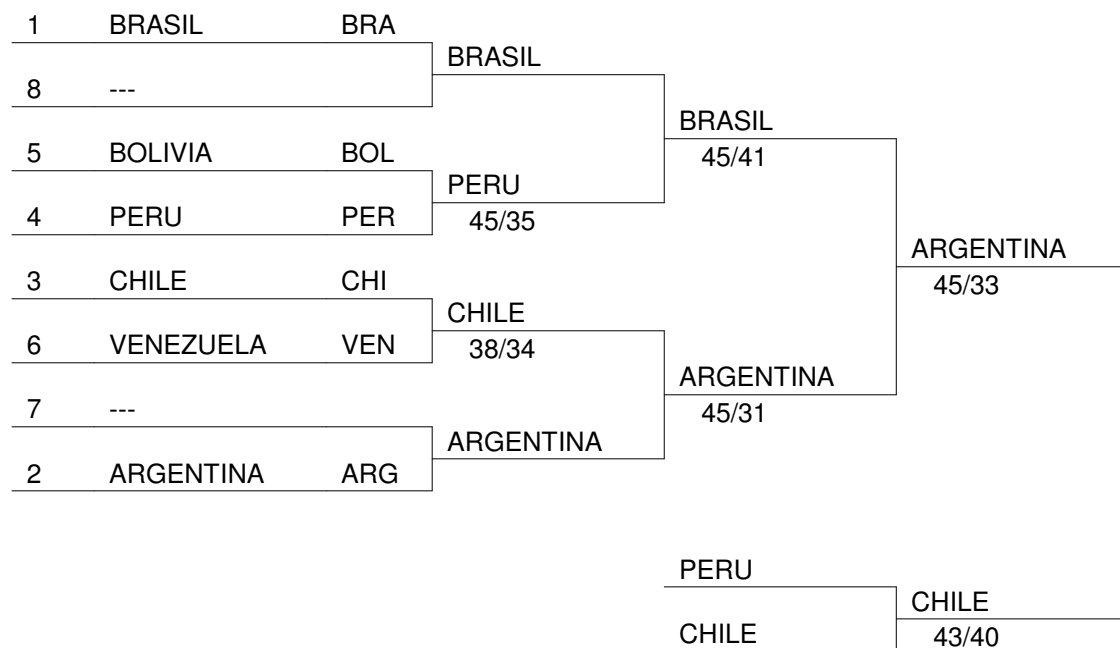 1 BRASIL BRA
BRASIL
8 ---
BRASIL
45/41
5 BOLIVIA BOL
PERU
45/35
4 PERU PER
ARGENTINA
45/33
3 CHILE CHI
CHILE
38/34
6 VENEZUELA VEN
ARGENTINA
45/31
7 ---
ARGENTINA
2 ARGENTINA ARG
PERU
CHILE
43/40
CHILE